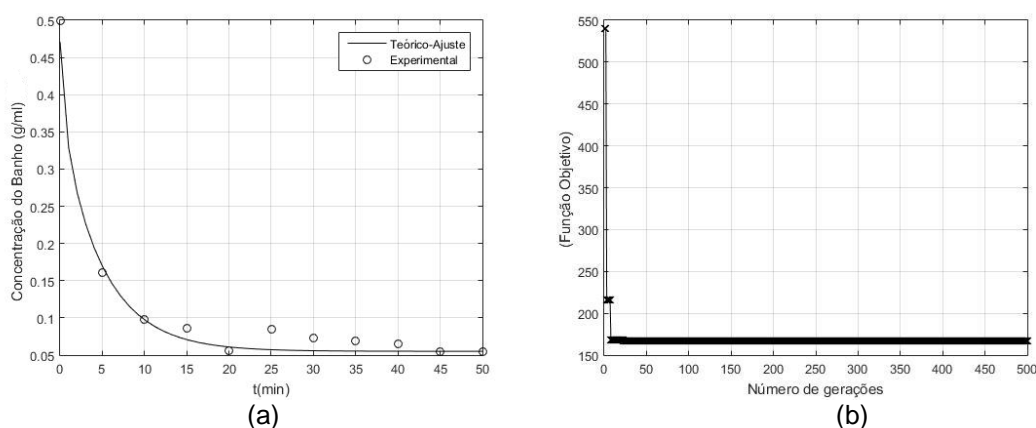 0.5
0.45
0.4
0.35
0.3
0.25
0.2
0.15
0.1
0.05
Concentração do Banho (g/ml)
0 5 10 15 20 25 30 35 40 45 50
t(min)
Teórico-Ajuste
Experimental
(a)
550
500
450
400
350
300
250
200
150
(Função Objetivo)
0 50 100 150 200 250 300 350 400 450 500
Número de gerações
(b)